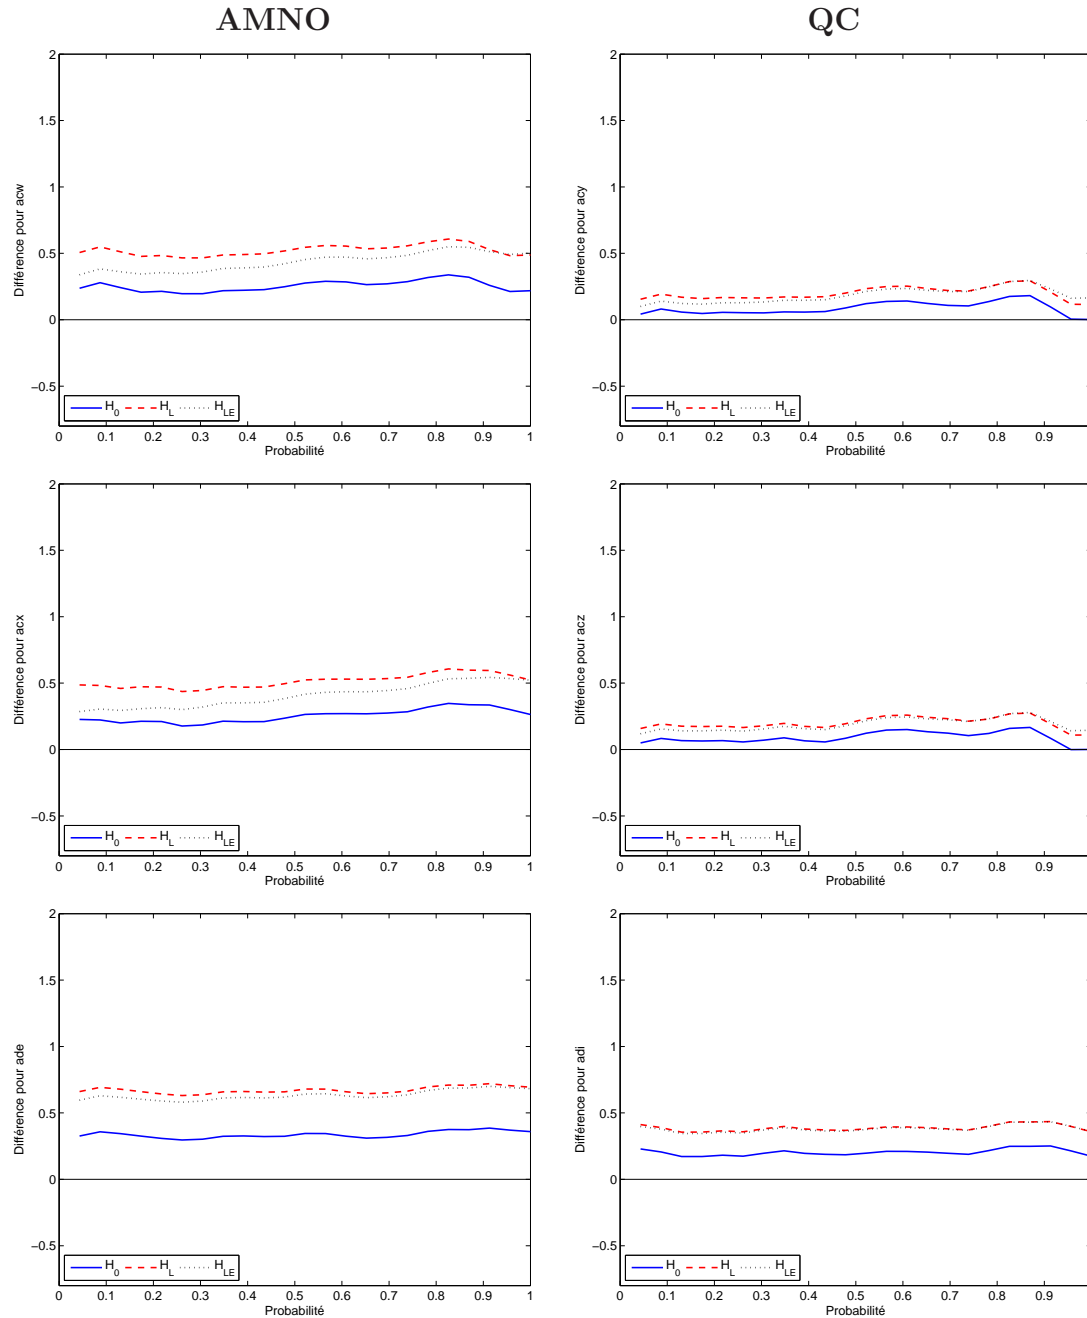 AMNO
QC
2
1.5
1
0.5
0
−0.5
Différence pour acw
H0 HL HLE
0 0.1 0.2 0.3 0.4 0.5 0.6 0.7 0.8 0.9 1
Probabilité
2
1.5
1
0.5
0
−0.5
Différence pour acy
H0 HL HLE
0 0.1 0.2 0.3 0.4 0.5 0.6 0.7 0.8 0.9
Probabilité
2
1.5
1
0.5
0
−0.5
Différence pour acx
H0 HL HLE
0 0.1 0.2 0.3 0.4 0.5 0.6 0.7 0.8 0.9 1
Probabilité
2
1.5
1
0.5
0
−0.5
Différence pour acz
H0 HL HLE
0 0.1 0.2 0.3 0.4 0.5 0.6 0.7 0.8 0.9
Probabilité
2
1.5
1
0.5
0
−0.5
Différence pour ade
H0 HL HLE
0 0.1 0.2 0.3 0.4 0.5 0.6 0.7 0.8 0.9 1
Probabilité
2
1.5
1
0.5
0
−0.5
Différence pour adi
H0 HL HLE
0 0.1 0.2 0.3 0.4 0.5 0.6 0.7 0.8 0.9
Probabilité